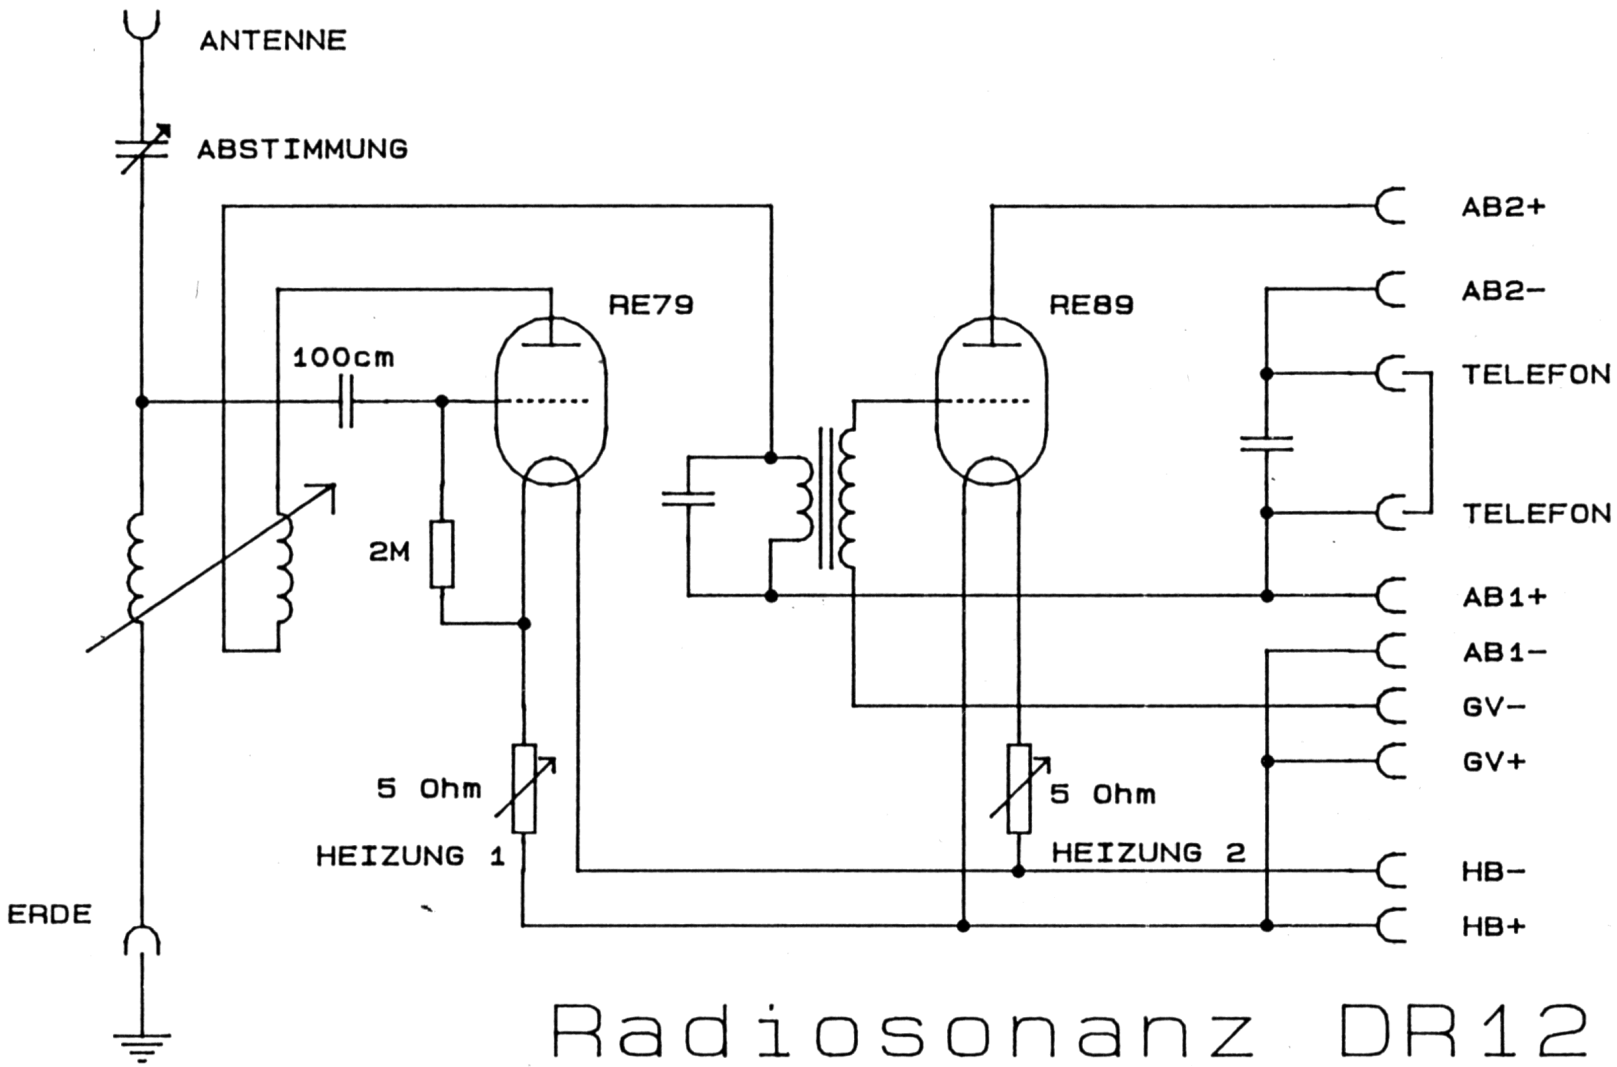 ANTENNE
ABSTIMMUNG
AB2+
AB2-
RE79
RE89
100cm
TELEFON
2M
TELEFON
AB1+
AB1-
GV-
GV+
5 Ohm
5 Ohm
HEIZUNG 1
HEIZUNG 2
HB-
ERDE
HB+
Radiosonanz DR12